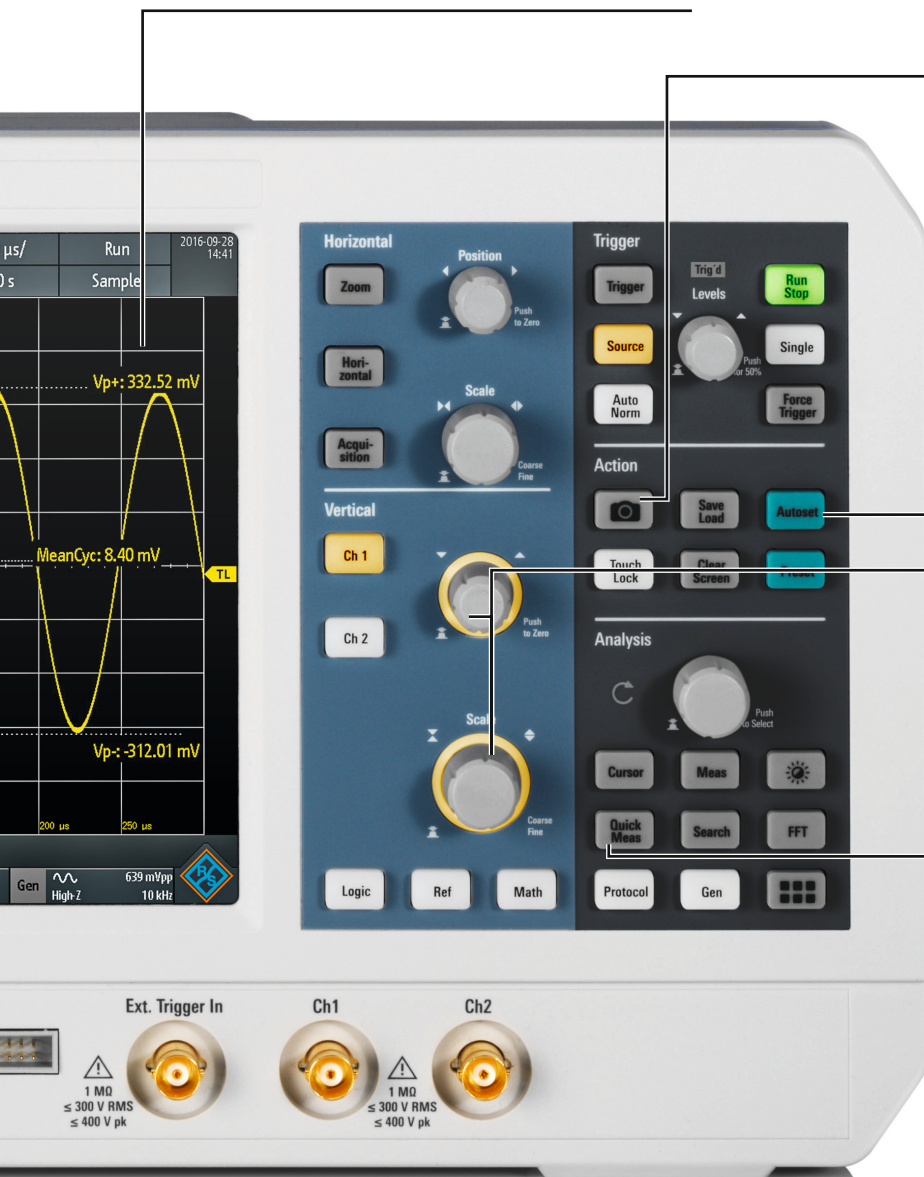 µs/
Run
2016-09-28
14:41
0 s
Sample
Vp+: 332.52 mV
MeanCyc: 8.40 mV
TL
Vp-: -312.01 mV
200 µs
250 µs
Gen
High-Z
639 mVpp
10 kHz
R&S
Horizontal
Position
Zoom
Push
to Zero
Hori-
zontal
Scale
Acqui-
sition
Coarse
Fine
Vertical
Ch 1
Push
to Zero
Ch 2
Scale
Coarse
Fine
Logic
Ref
Math
Trigger
Trig'd
Levels
Trigger
Run
Stop
Source
Push
for 50%
Single
Auto
Norm
Force
Trigger
Action
Save
Load
Autoset
Touch
Lock
Clear
Screen
Preset
Analysis
Push
to Select
Cursor
Meas
Quick
Meas
Search
FFT
Protocol
Gen
Ext. Trigger In
Ch1
Ch2
1 MΩ
≤ 300 V RMS
≤ 400 V pk
1 MΩ
≤ 300 V RMS
≤ 400 V pk